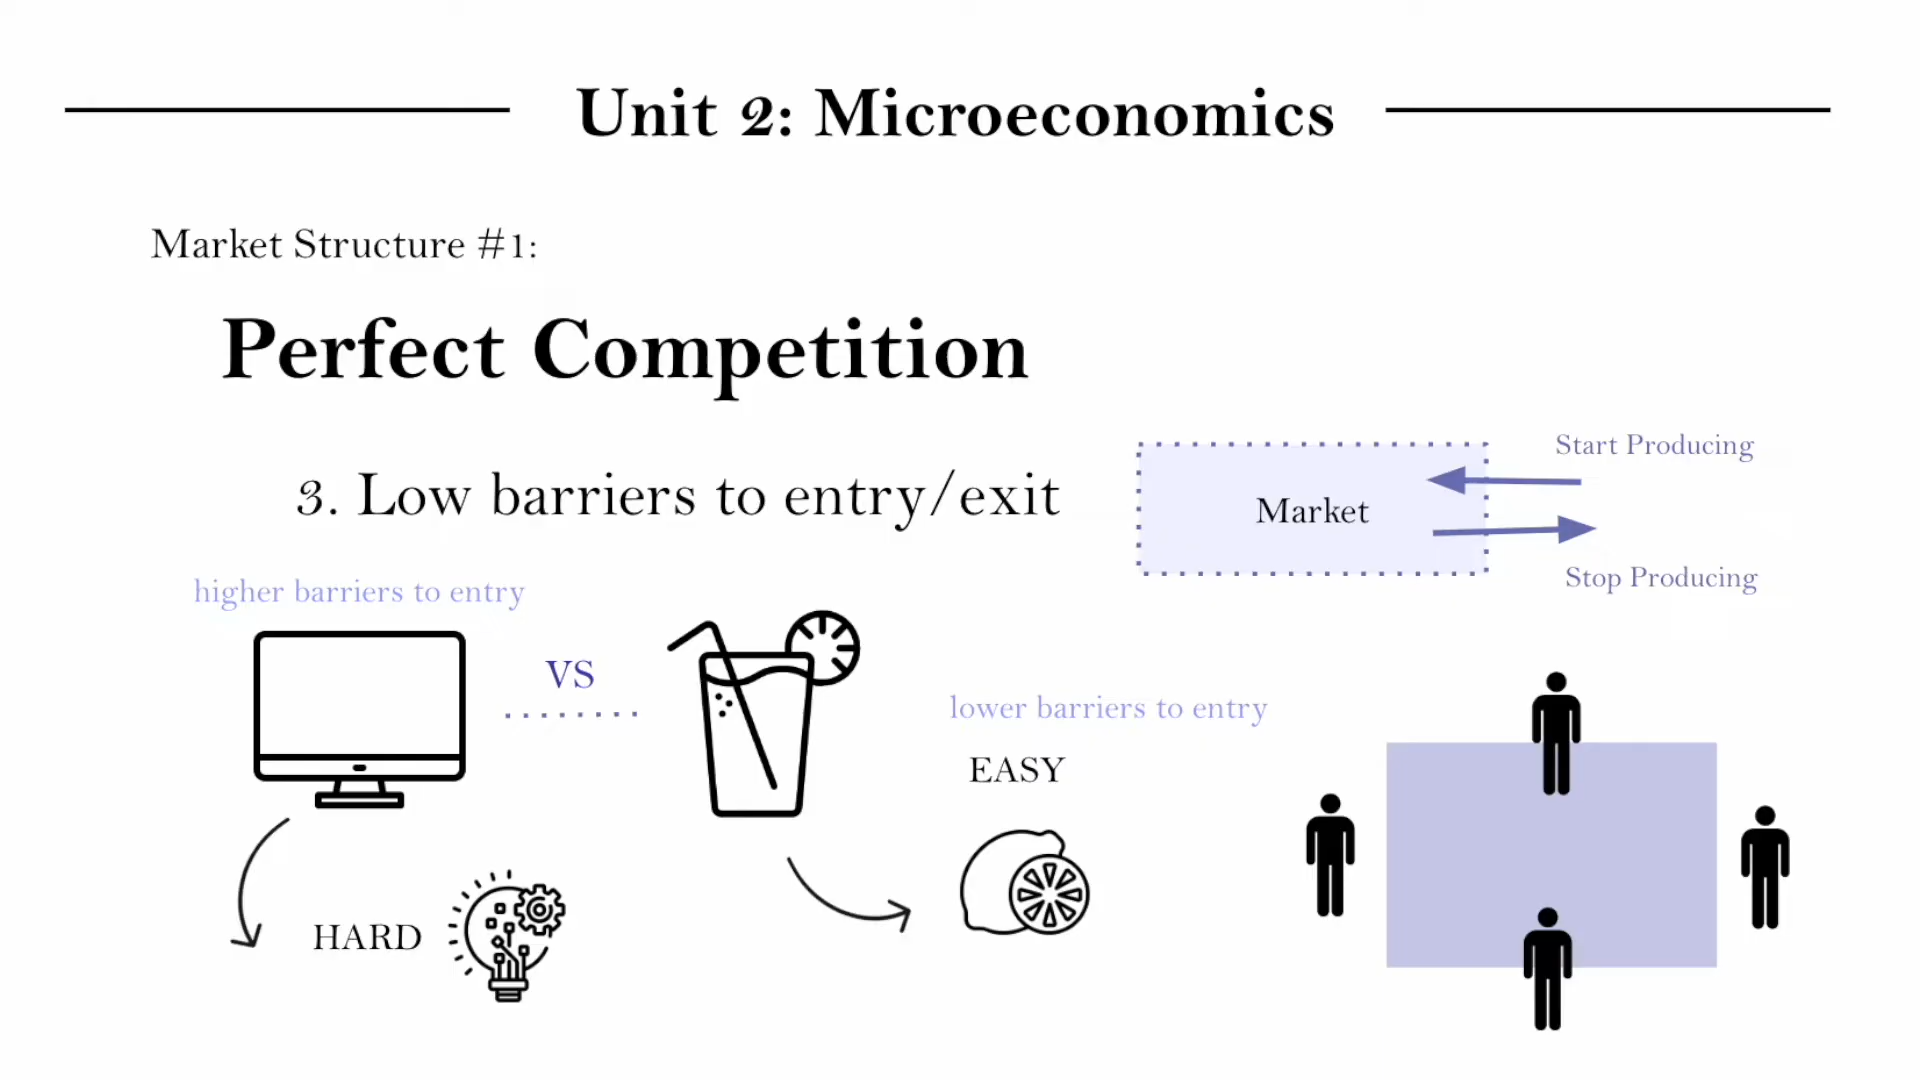 Unit 2: Microeconomics
Market Structure #1:
Perfect Competition
3. Low barriers to entry/exit
Start Producing
Market
Stop Producing
higher barriers to entry
VS
lower barriers to entry
EASY
HARD